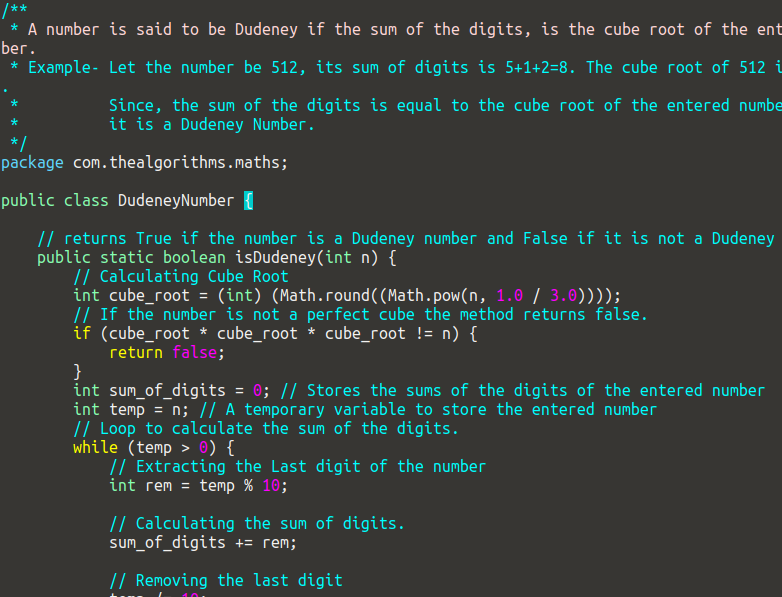 /**
 * A number is said to be Dudeney if the sum of the digits, is the cube root of the ent
ber.
 * Example- Let the number be 512, its sum of digits is 5+1+2=8. The cube root of 512 i
.
 *          Since, the sum of the digits is equal to the cube root of the entered numbe
 *          it is a Dudeney Number.
 */
package com.thealgorithms.maths;

public class DudeneyNumber {

    // returns True if the number is a Dudeney number and False if it is not a Dudeney
    public static boolean isDudeney(int n) {
        // Calculating Cube Root
        int cube_root = (int) (Math.round((Math.pow(n, 1.0 / 3.0))));
        // If the number is not a perfect cube the method returns false.
        if (cube_root * cube_root * cube_root != n) {
            return false;
        }
        int sum_of_digits = 0; // Stores the sums of the digits of the entered number
        int temp = n; // A temporary variable to store the entered number
        // Loop to calculate the sum of the digits.
        while (temp > 0) {
            // Extracting the Last digit of the number
            int rem = temp % 10;

            // Calculating the sum of digits.
            sum_of_digits += rem;

            // Removing the last digit